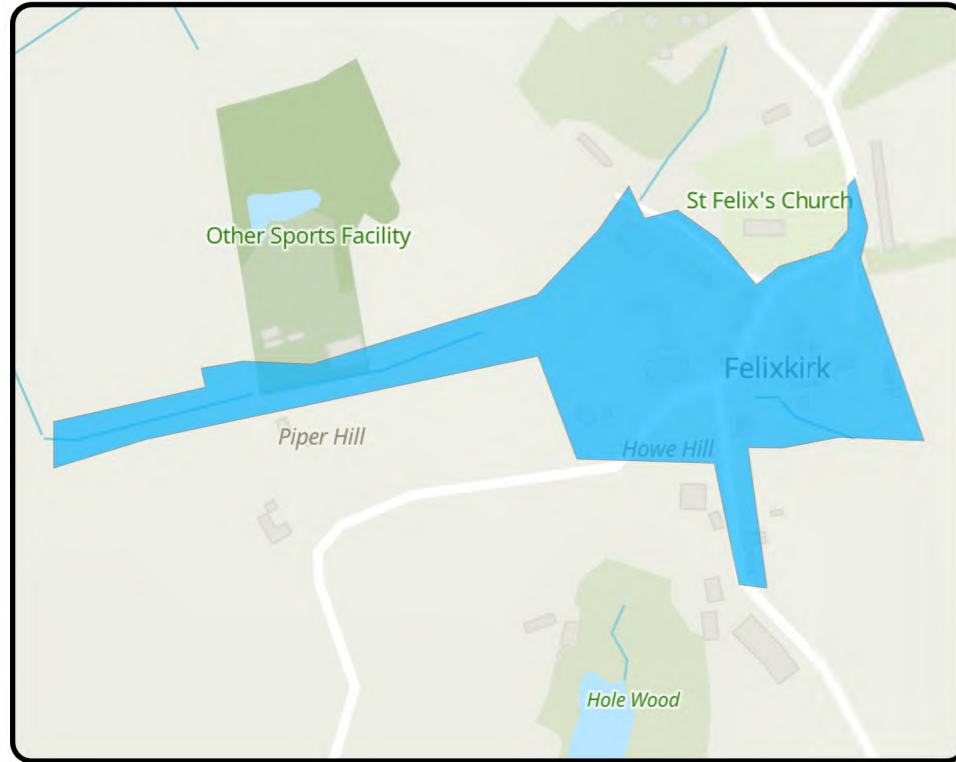 St Felix's Church
Other Sports Facility
Felixkirk
Piper Hill
Howe Hill
Hole Wood